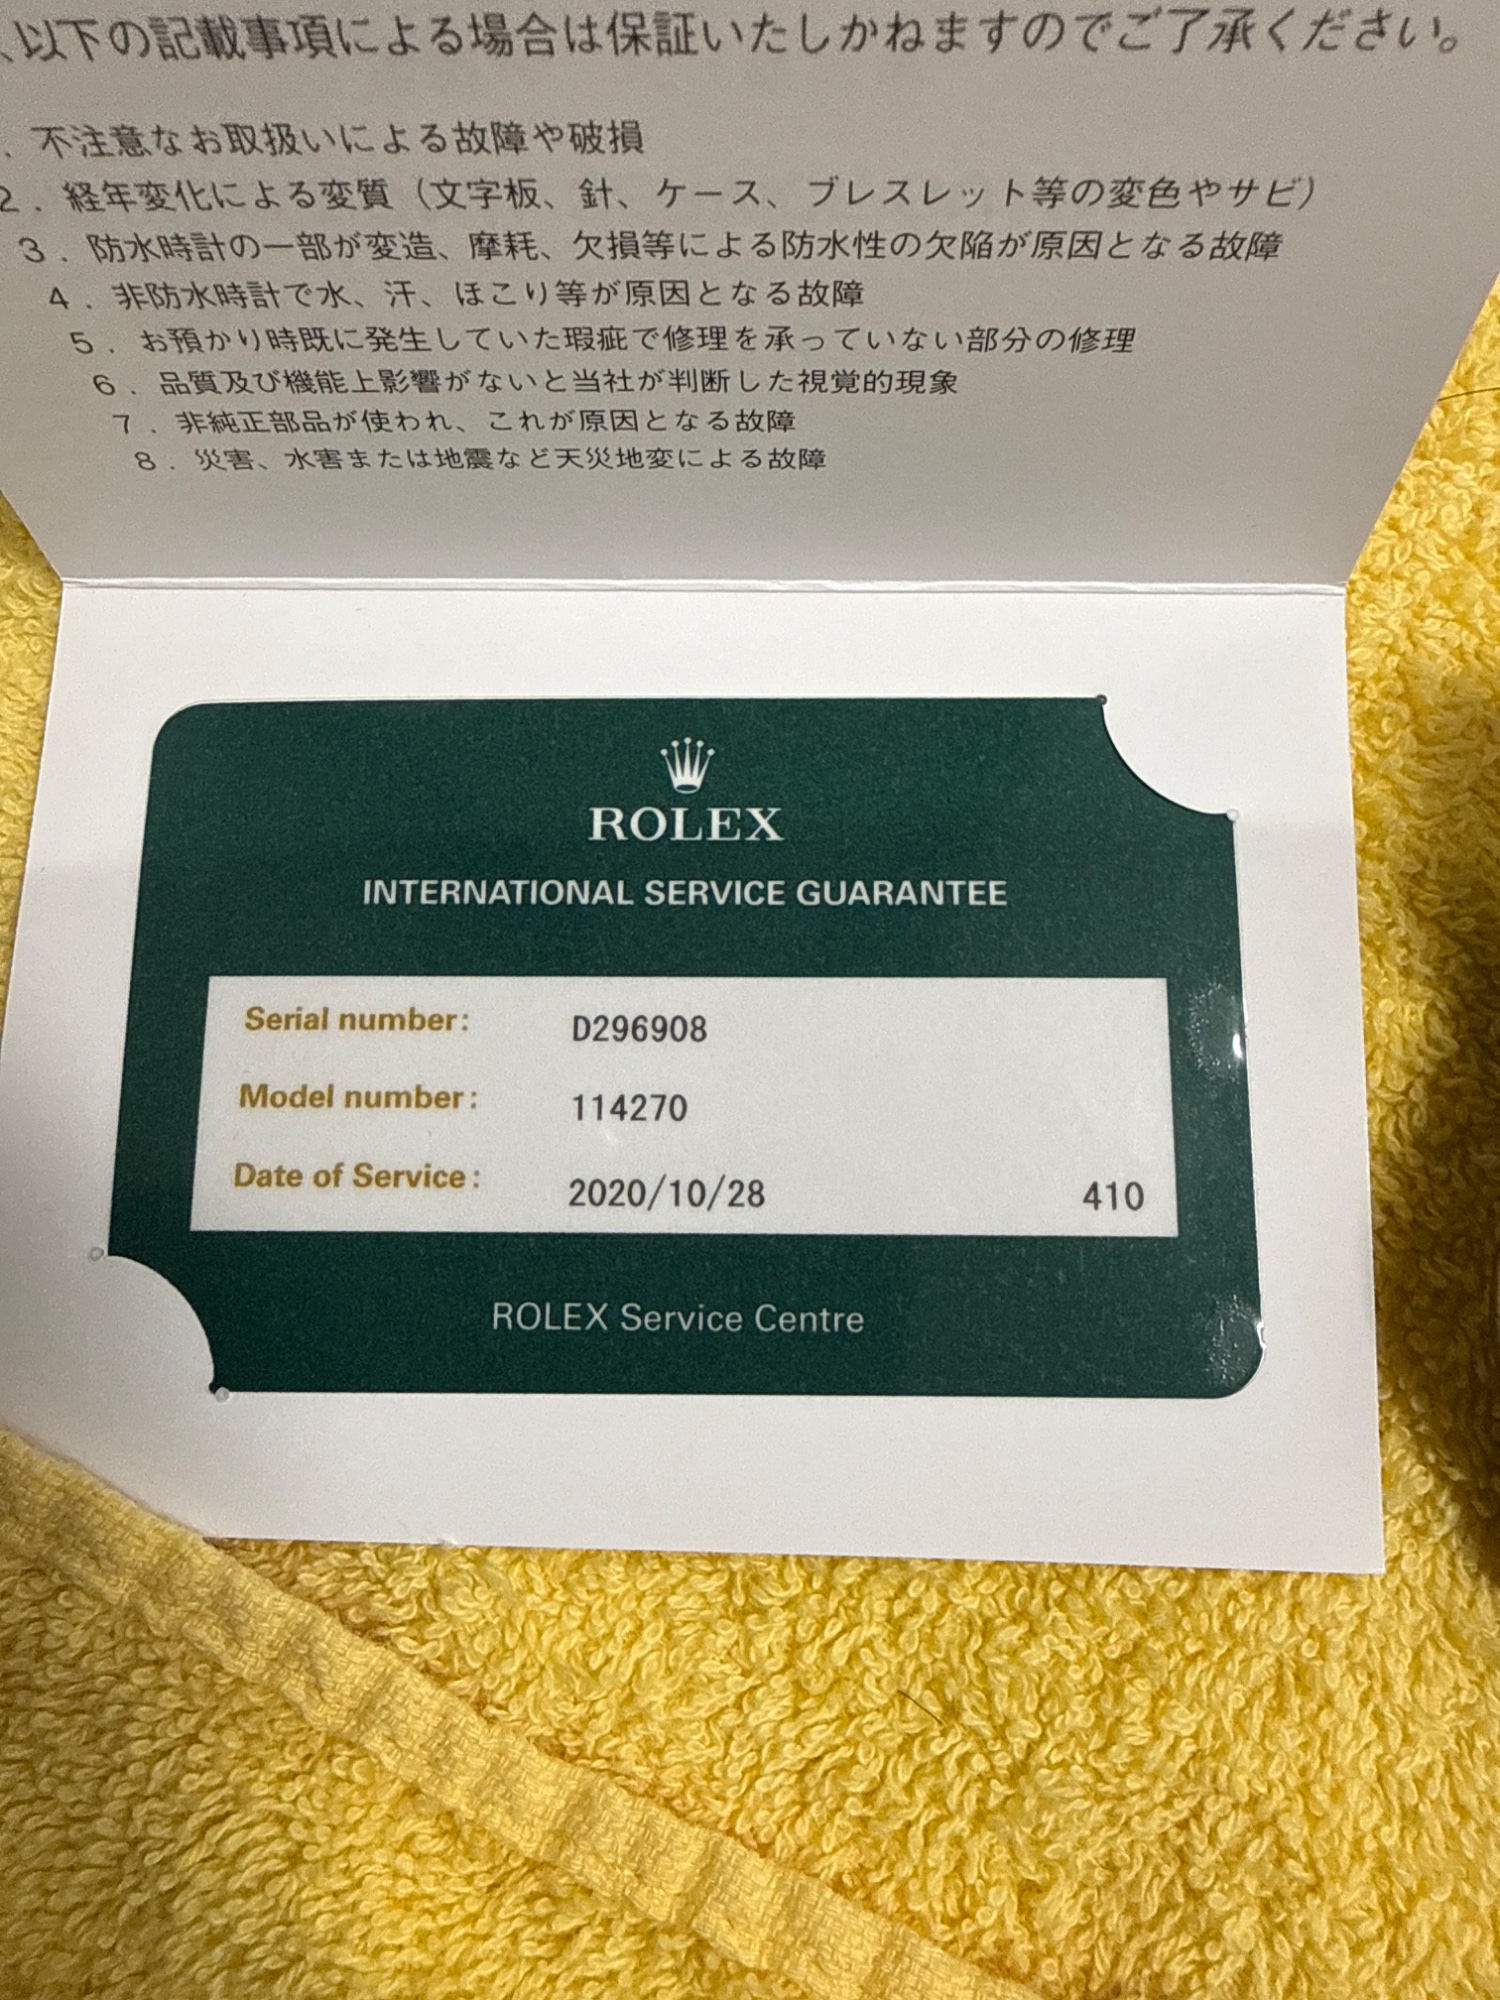 、以下の記載事項による場合は保証いたしかねますのでご了承ください。
．不注意なお取扱いによる故障や破損
2．経年変化による変質（文字板、針、ケース、ブレスレット等の変色やサビ）
3．防水時計の一部が変造、摩耗、欠損等による防水性の欠陥が原因となる故障
4．非防水時計で水、汗、ほこり等が原因となる故障
5．お預かり時既に発生していた瑕疵で修理を承っていない部分の修理
6．品質及び機能上影響がないと当社が判断した視覚的現象
7．非純正部品が使われ、これが原因となる故障
8．災害、水害または地震など天災地変による故障
ROLEX
INTERNATIONAL SERVICE GUARANTEE
Serial number: D296908
Model number: 114270
Date of Service: 2020/10/28 410
ROLEX Service Centre